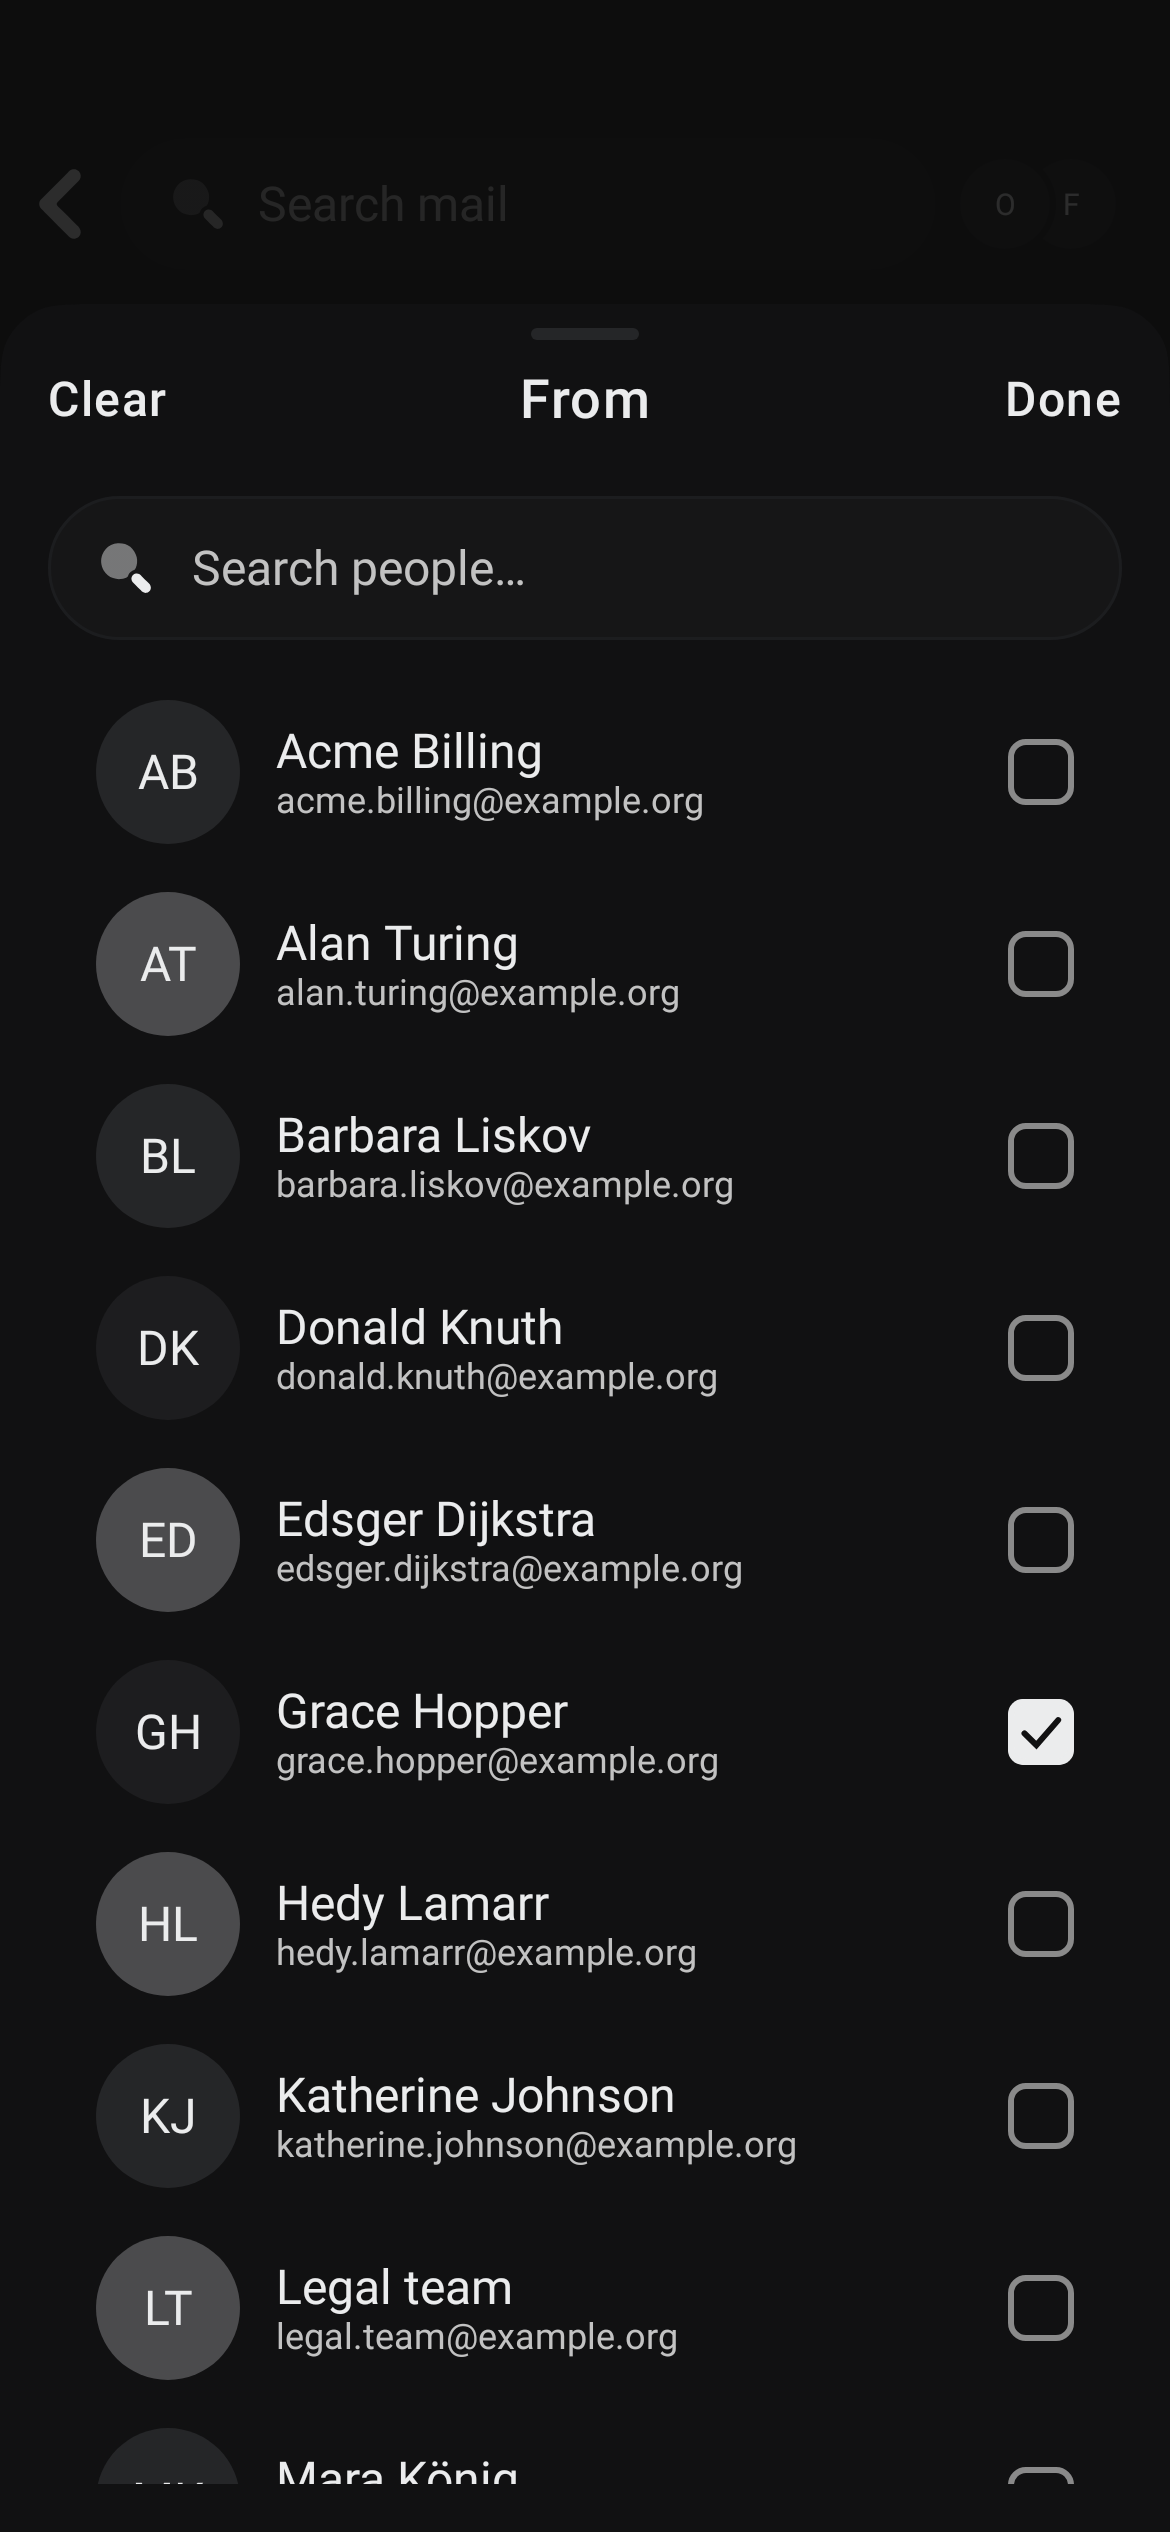 Search mail
O F
Clear From Done
Search people...
AB Acme Billing
acme.billing@example.org
AT Alan Turing
alan.turing@example.org
BL Barbara Liskov
barbara.liskov@example.org
DK Donald Knuth
donald.knuth@example.org
ED Edsger Dijkstra
edsger.dijkstra@example.org
GH Grace Hopper
grace.hopper@example.org
HL Hedy Lamarr
hedy.lamarr@example.org
KJ Katherine Johnson
katherine.johnson@example.org
LT Legal team
legal.team@example.org
Mara König